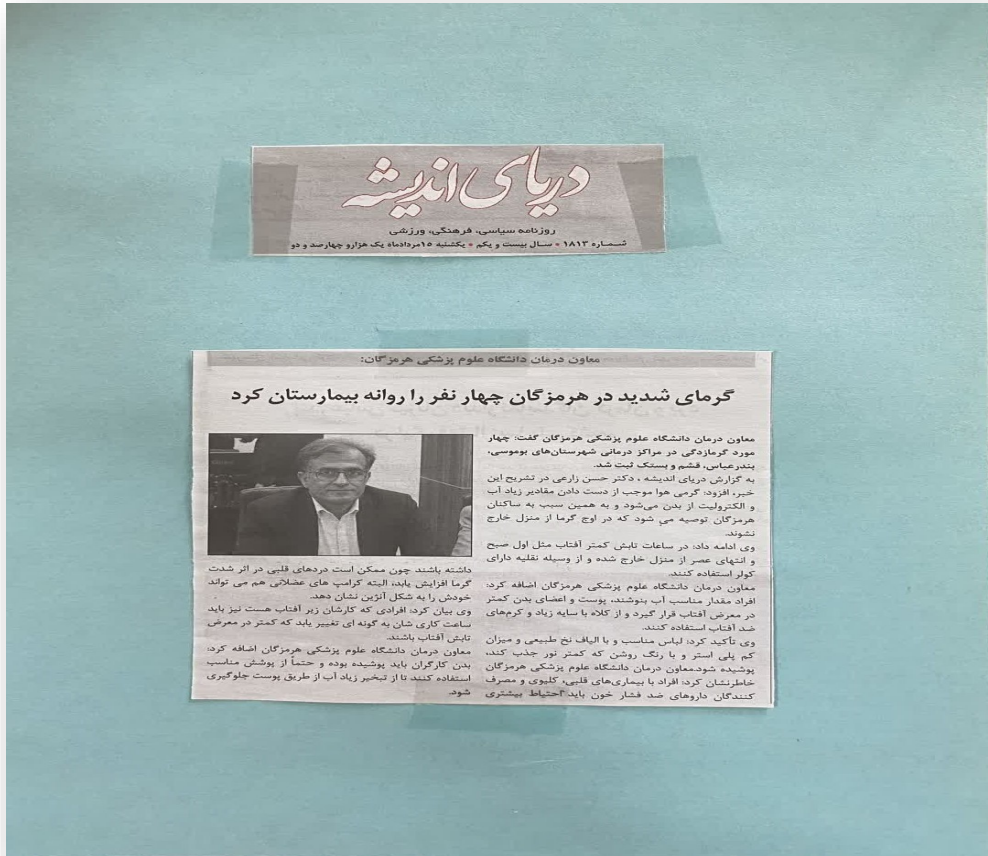 دریای اندیشه
روزنامه سیاسی، فرهنگی، ورزشی
شـمـاره ۱۸۱۳ * سـال بیست و یکم * یکشنبه ۱۵مردادماه یک هزارو چهارصد و دو
معاون درمان دانشگاه علوم پزشکی هرمزگان:
گرمای شدید در هرمزگان چهار نفر را روانه بیمارستان کرد
معاون درمان دانشگاه علوم پزشکی هرمزگان گفت: چهار
مورد گرمازدگی در مراکز درمانی شهرستان‌های بوموسی،
بندرعباس، قشم و بستک ثبت شد.
به گزارش دریای اندیشه ، دکتر حسن زارعی در تشریح این
خبر، افزود: گرمی هوا موجب از دست دادن مقادیر زیاد آب
و الکترولیت از بدن می‌شود و به همین سبب به ساکنان
هرمزگان توصیه می شود که در اوج گرما از منزل خارج
نشوند.
وی ادامه داد: در ساعات تابش کمتر آفتاب مثل اول صبح
و انتهای عصر از منزل خارج شده و از وسیله نقلیه دارای
کولر استفاده کنند.
معاون درمان دانشگاه علوم پزشکی هرمزگان اضافه کرد:
افراد مقدار مناسب آب بنوشند، پوست و اعضای بدن کمتر
در معرض آفتاب قرار گیرد و از کلاه با سایه زیاد و کرم‌های
ضد آفتاب استفاده کنند.
وی تأکید کرد: لباس مناسب و با الیاف نخ طبیعی و میزان
کم پلی استر و با رنگ روشن که کمتر نور جذب کند،
پوشیده شود.معاون درمان دانشگاه علوم پزشکی هرمزگان
خاطرنشان کرد: افراد با بیماری‌های قلبی، کلیوی و مصرف
کنندگان داروهای ضد فشار خون باید احتیاط بیشتری
داشته باشند چون ممکن است دردهای قلبی در اثر شدت
گرما افزایش یابد، البته کرامپ های عضلانی هم می تواند
خودش را به شکل آنژین نشان دهد.
وی بیان کرد: افرادی که کارشان زیر آفتاب هست نیز باید
ساعت کاری شان به گونه ای تغییر یابد که کمتر در معرض
تابش آفتاب باشند.
معاون درمان دانشگاه علوم پزشکی هرمزگان اضافه کرد:
بدن کارگران باید پوشیده بوده و حتماً از پوشش مناسب
استفاده کنند تا از تبخیر زیاد آب از طریق پوست جلوگیری
شود.